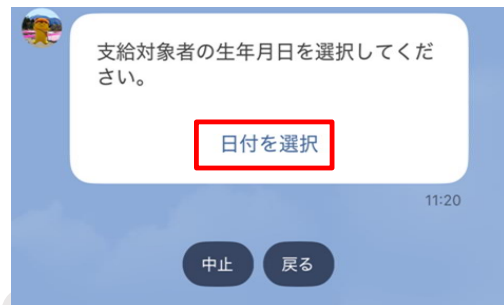 支給対象者の生年月日を選択してくだ
さい。
日付を選択
11:20
中止 戻る